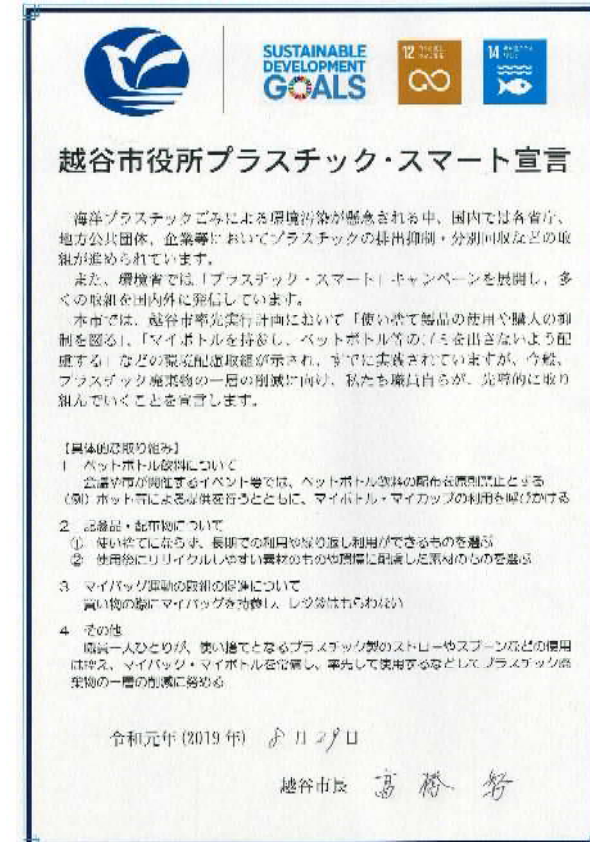 SUSTAINABLE
DEVELOPMENT
GOALS
12
14
越谷市役所プラスチック・スマート宣言
海洋プラスチックごみによる環境汚染が懸念される中、国内では各省庁、
地方公共団体、企業等においてプラスチックの排出抑制・分別回収などの取
組が進められています。
また、環境省では「プラスチック・スマート」キャンペーンを展開し、多
くの取組を国内外に発信しています。
本市では、越谷市率先実行計画において「使い捨て製品の使用や購入の抑
制を図る」、「マイボトルを持参し、ペットボトル等のゴミを出さないよう配
慮する」などの環境配慮取組が示され、すでに実践されていますが、今般、
プラスチック廃棄物の一層の削減に向け、私たち職員自らが、先導的に取り
組んでいくことを宣言します。
【具体的な取り組み】
1 ペットボトル飲料について
会議や市が開催するイベント等では、ペットボトル飲料の配布を原則禁止とする
(例)ポット等による提供を行うとともに、マイボトル・マイカップの利用を呼びかける
2 記念品・配布物について
① 使い捨てにならず、長期での利用や繰り返し利用ができるものを選ぶ
② 使用後にリサイクルしやすい素材のものや環境に配慮した素材のものを選ぶ
3 マイバッグ運動の取組の促進について
買い物の際にマイバッグを持参し、レジ袋はもらわない
4 その他
職員一人ひとりが、使い捨てとなるプラスチック製のストローやスプーンなどの使用
は控え、マイバッグ・マイボトルを常備し、率先して使用するなどしてプラスチック廃
棄物の一層の削減に努める
令和元年(2019年) 8月29日
越谷市長 高橋 努